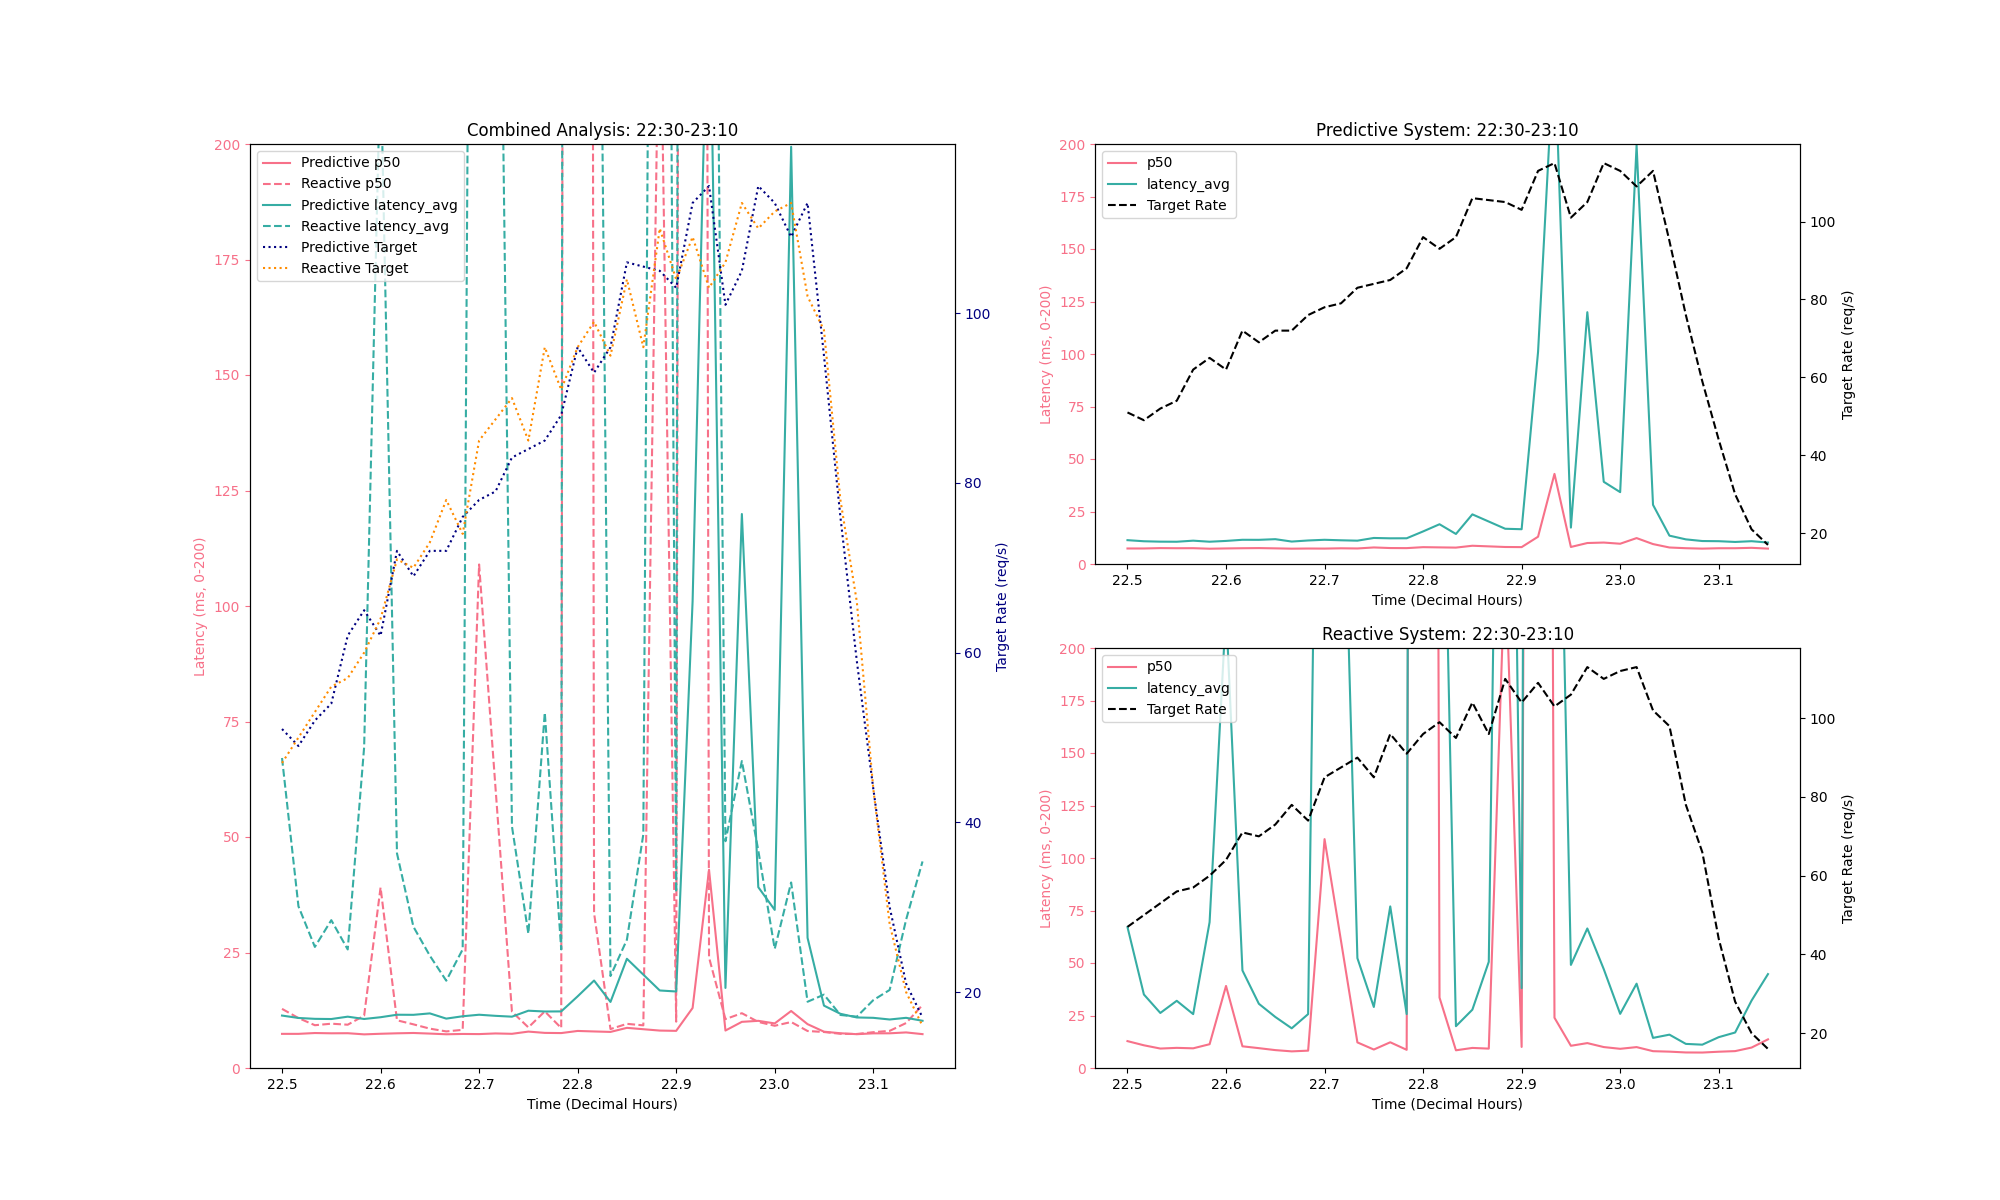 Combined Analysis: 22:30-23:10
200
175
150
125
100
75
50
25
0
Latency (ms, 0-200)
Predictive p50
Reactive p50
Predictive latency_avg
Reactive latency_avg
Predictive Target
Reactive Target
100
80
60
40
20
Target Rate (req/s)
22.5 22.6 22.7 22.8 22.9 23.0 23.1
Time (Decimal Hours)
Predictive System: 22:30-23:10
200
175
150
125
100
75
50
25
0
Latency (ms, 0-200)
p50
latency_avg
Target Rate
100
80
60
40
20
Target Rate (req/s)
22.5 22.6 22.7 22.8 22.9 23.0 23.1
Time (Decimal Hours)
Reactive System: 22:30-23:10
200
175
150
125
100
75
50
25
0
Latency (ms, 0-200)
p50
latency_avg
Target Rate
100
80
60
40
20
Target Rate (req/s)
22.5 22.6 22.7 22.8 22.9 23.0 23.1
Time (Decimal Hours)